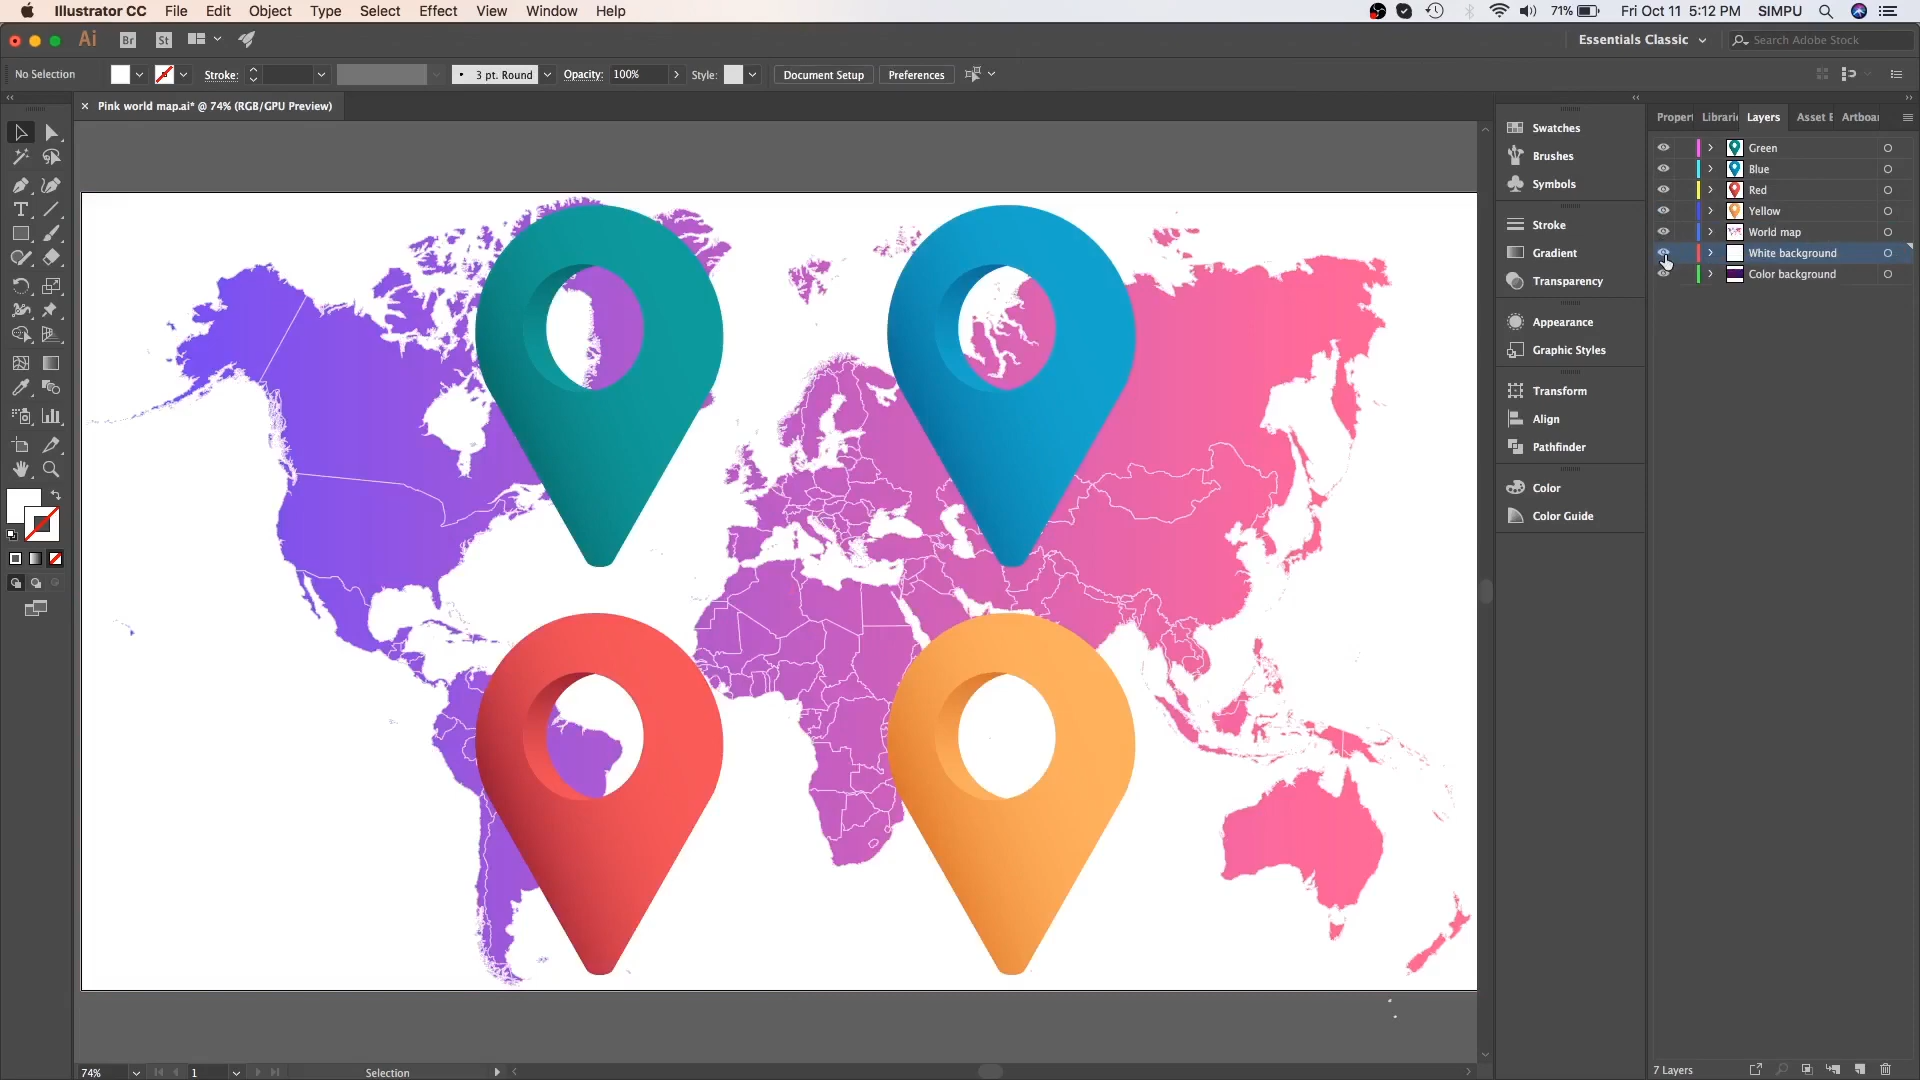 Illustrator CC File Edit Object Type Select Effect View Window Help 71% Fri Oct 11 5:12 PM SIMPU
Ai Br St Essentials Classic Search Adobe Stock
No Selection Stroke: 3 pt. Round Opacity: 100% Style: Document Setup Preferences
Pink world map.ai* @ 74% (RGB/GPU Preview)
Swatches
Brushes
Symbols
Stroke
Gradient
Transparency
Appearance
Graphic Styles
Transform
Align
Pathfinder
Color
Color Guide
Propert Librari Layers Asset E Artboar
Green
Blue
Red
Yellow
World map
White background
Color background
74% 1 Selection
7 Layers